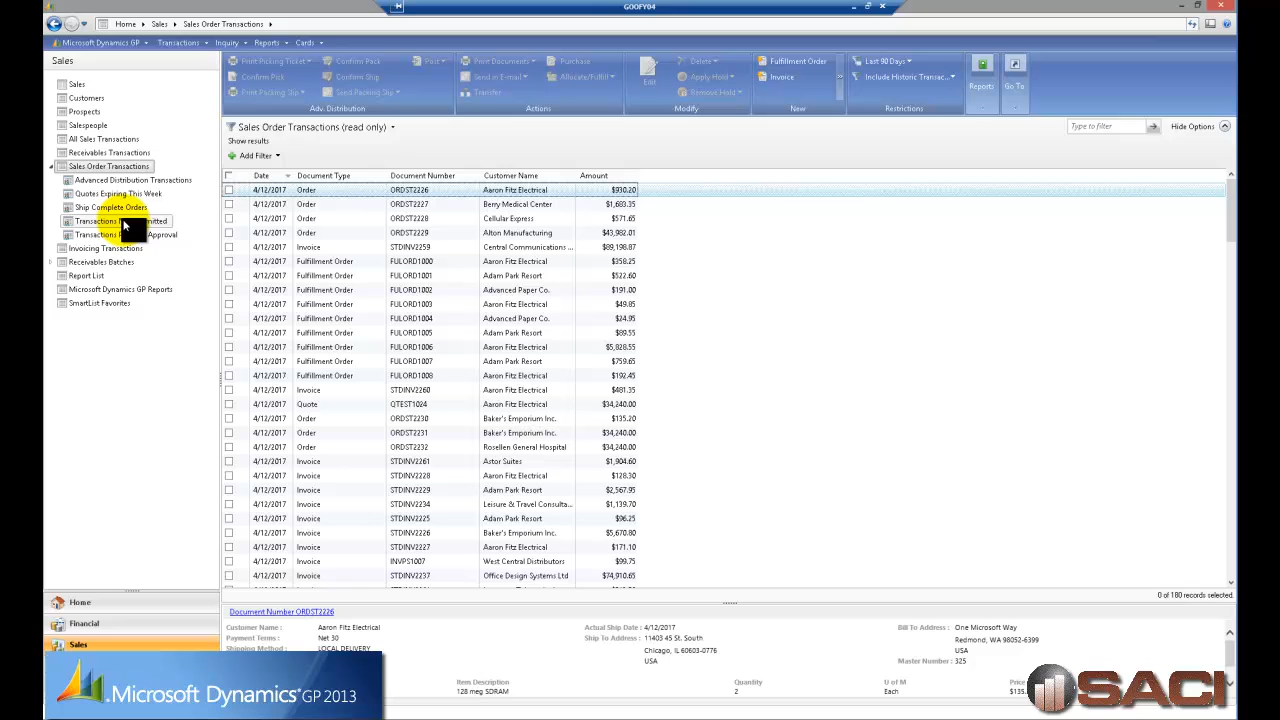 GOOFY04
Home Sales Sales Order Transactions
Microsoft Dynamics GP Transactions Inquiry Reports Cards
Sales
Sales
Customers
Prospects
Salespeople
All Sales Transactions
Receivables Transactions
Sales Order Transactions
Advanced Distribution Transactions
Quotes Expiring This Week
Ship Complete Orders
Transactions
Transactions Approval
Invoicing Transactions
Receivables Batches
Report List
Microsoft Dynamics GP Reports
SmartList Favorites
Home
Financial
Sales
Print Picking Ticket Confirm Pack Post Print Documents Purchase Delete Fulfillment Order Last 90 Days
Confirm Pick Confirm Ship Send in E-mail Allocate/Fulfill Edit Apply Hold Invoice Include Historic Transac... Reports Go To
Print Packing Slip Send Packing Slip Transfer Remove Hold
Adv. Distribution Actions Modify New Restrictions
Sales Order Transactions (read only) Type to filter Hide Options
Show results
Add Filter
Date Document Type Document Number Customer Name Amount
4/12/2017 Order ORDST2226 Aaron Fitz Electrical $930.20
4/12/2017 Order ORDST2227 Berry Medical Center $1,683.35
4/12/2017 Order ORDST2228 Cellular Express $571.65
4/12/2017 Order ORDST2229 Alton Manufacturing $43,982.01
4/12/2017 Invoice STDINV2259 Central Communications ... $89,198.87
4/12/2017 Fulfillment Order FULORD1000 Aaron Fitz Electrical $358.25
4/12/2017 Fulfillment Order FULORD1001 Adam Park Resort $522.60
4/12/2017 Fulfillment Order FULORD1002 Advanced Paper Co. $191.00
4/12/2017 Fulfillment Order FULORD1003 Aaron Fitz Electrical $49.85
4/12/2017 Fulfillment Order FULORD1004 Advanced Paper Co. $24.95
4/12/2017 Fulfillment Order FULORD1005 Adam Park Resort $89.55
4/12/2017 Fulfillment Order FULORD1006 Aaron Fitz Electrical $5,828.55
4/12/2017 Fulfillment Order FULORD1007 Adam Park Resort $759.65
4/12/2017 Fulfillment Order FULORD1008 Aaron Fitz Electrical $192.45
4/12/2017 Invoice STDINV2260 Aaron Fitz Electrical $481.35
4/12/2017 Quote QTEST1024 Aaron Fitz Electrical $34,240.00
4/12/2017 Order ORDST2230 Baker's Emporium Inc. $135.20
4/12/2017 Order ORDST2231 Baker's Emporium Inc. $34,240.00
4/12/2017 Order ORDST2232 Rosellen General Hospital $34,240.00
4/12/2017 Invoice STDINV2261 Astor Suites $1,904.60
4/12/2017 Invoice STDINV2228 Aaron Fitz Electrical $128.30
4/12/2017 Invoice STDINV2229 Adam Park Resort $2,567.95
4/12/2017 Invoice STDINV2234 Leisure & Travel Consulta... $1,139.70
4/12/2017 Invoice STDINV2225 Adam Park Resort $96.25
4/12/2017 Invoice STDINV2226 Baker's Emporium Inc. $5,670.80
4/12/2017 Invoice STDINV2227 Aaron Fitz Electrical $171.10
4/12/2017 Invoice INVPS1007 West Central Distributors $99.75
4/12/2017 Invoice STDINV2237 Office Design Systems Ltd $74,910.65
0 of 180 records selected.
Document Number ORDST2226
Customer Name : Aaron Fitz Electrical Actual Ship Date : 4/12/2017 Bill To Address : One Microsoft Way
Payment Terms : Net 30 Ship To Address : 11403 45 St. South Redmond, WA 98052-6399
Shipping Method : LOCAL DELIVERY Chicago, IL 60603-0776 USA
USA Master Number : 325
Item Description Quantity U of M Price
128 meg SDRAM 2 Each $135.
Microsoft Dynamics GP 2013
SACI